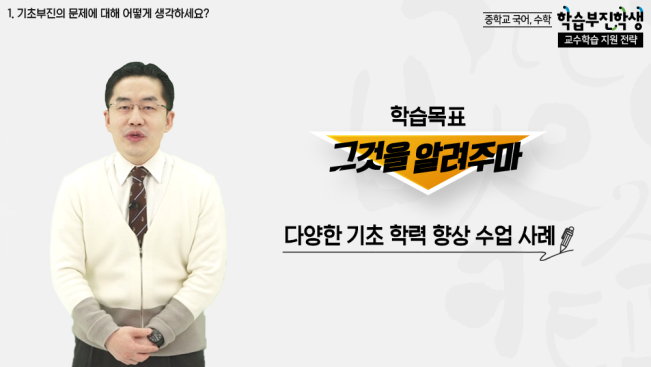 1. 기초부진의 문제에 대해 어떻게 생각하세요?
중학교 국어, 수학
학습부진학생
교수학습 지원 전략
학습목표
그것을 알려주마
다양한 기초 학력 향상 수업 사례